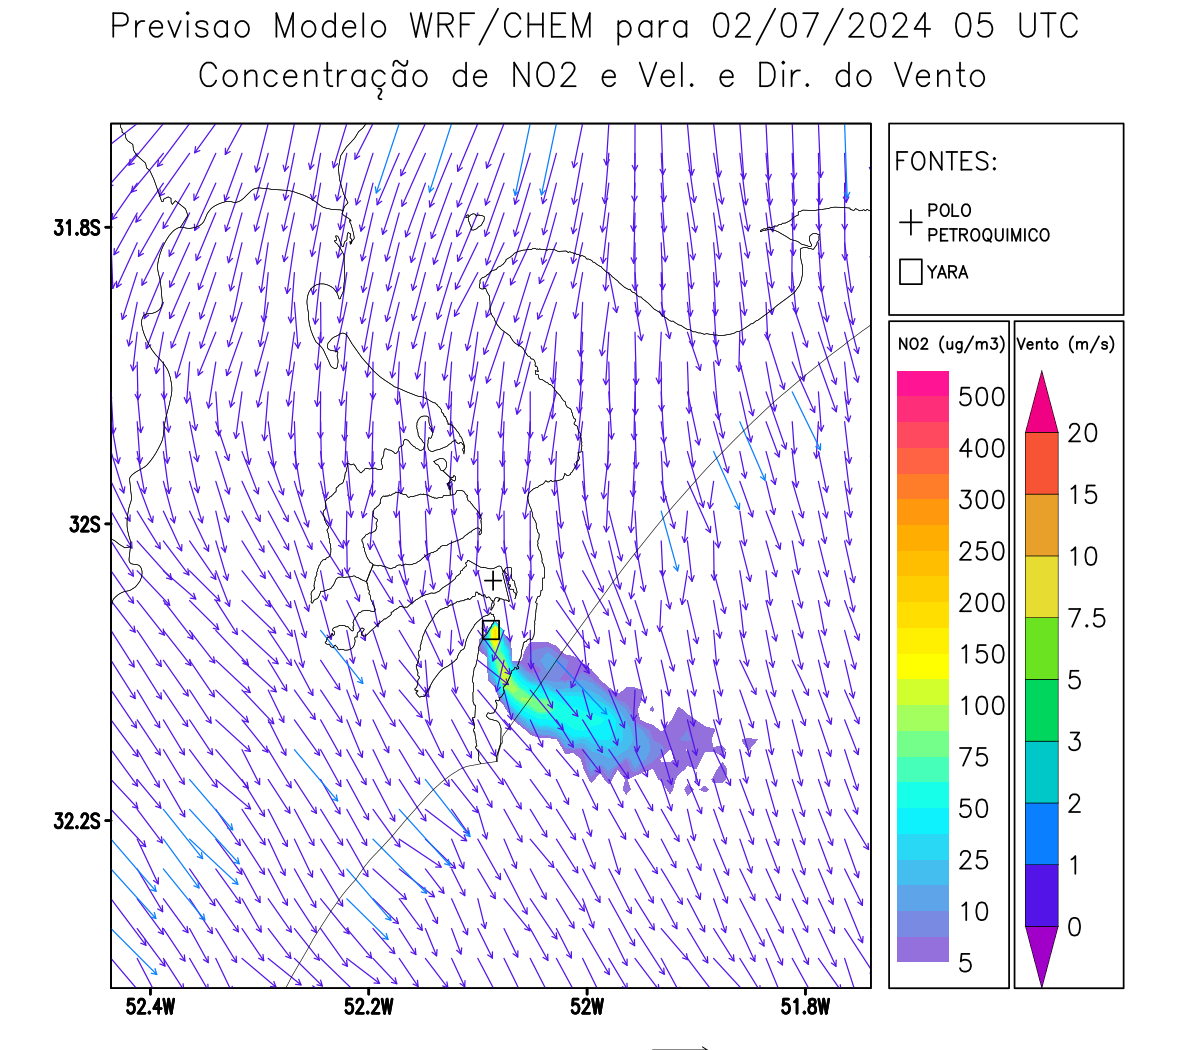 Previsao Modelo WRF/CHEM para 02/07/2024 05 UTC
Concentração de NO2 e Vel. e Dir. do Vento
FONTES:
POLO
PETROQUIMICO
YARA
NO2 (ug/m3)
500
400
300
250
200
150
100
75
50
25
10
5
Vento (m/s)
20
15
10
7.5
5
3
2
1
0
31.8S
32S
32.2S
52.4W
52.2W
52W
51.8W